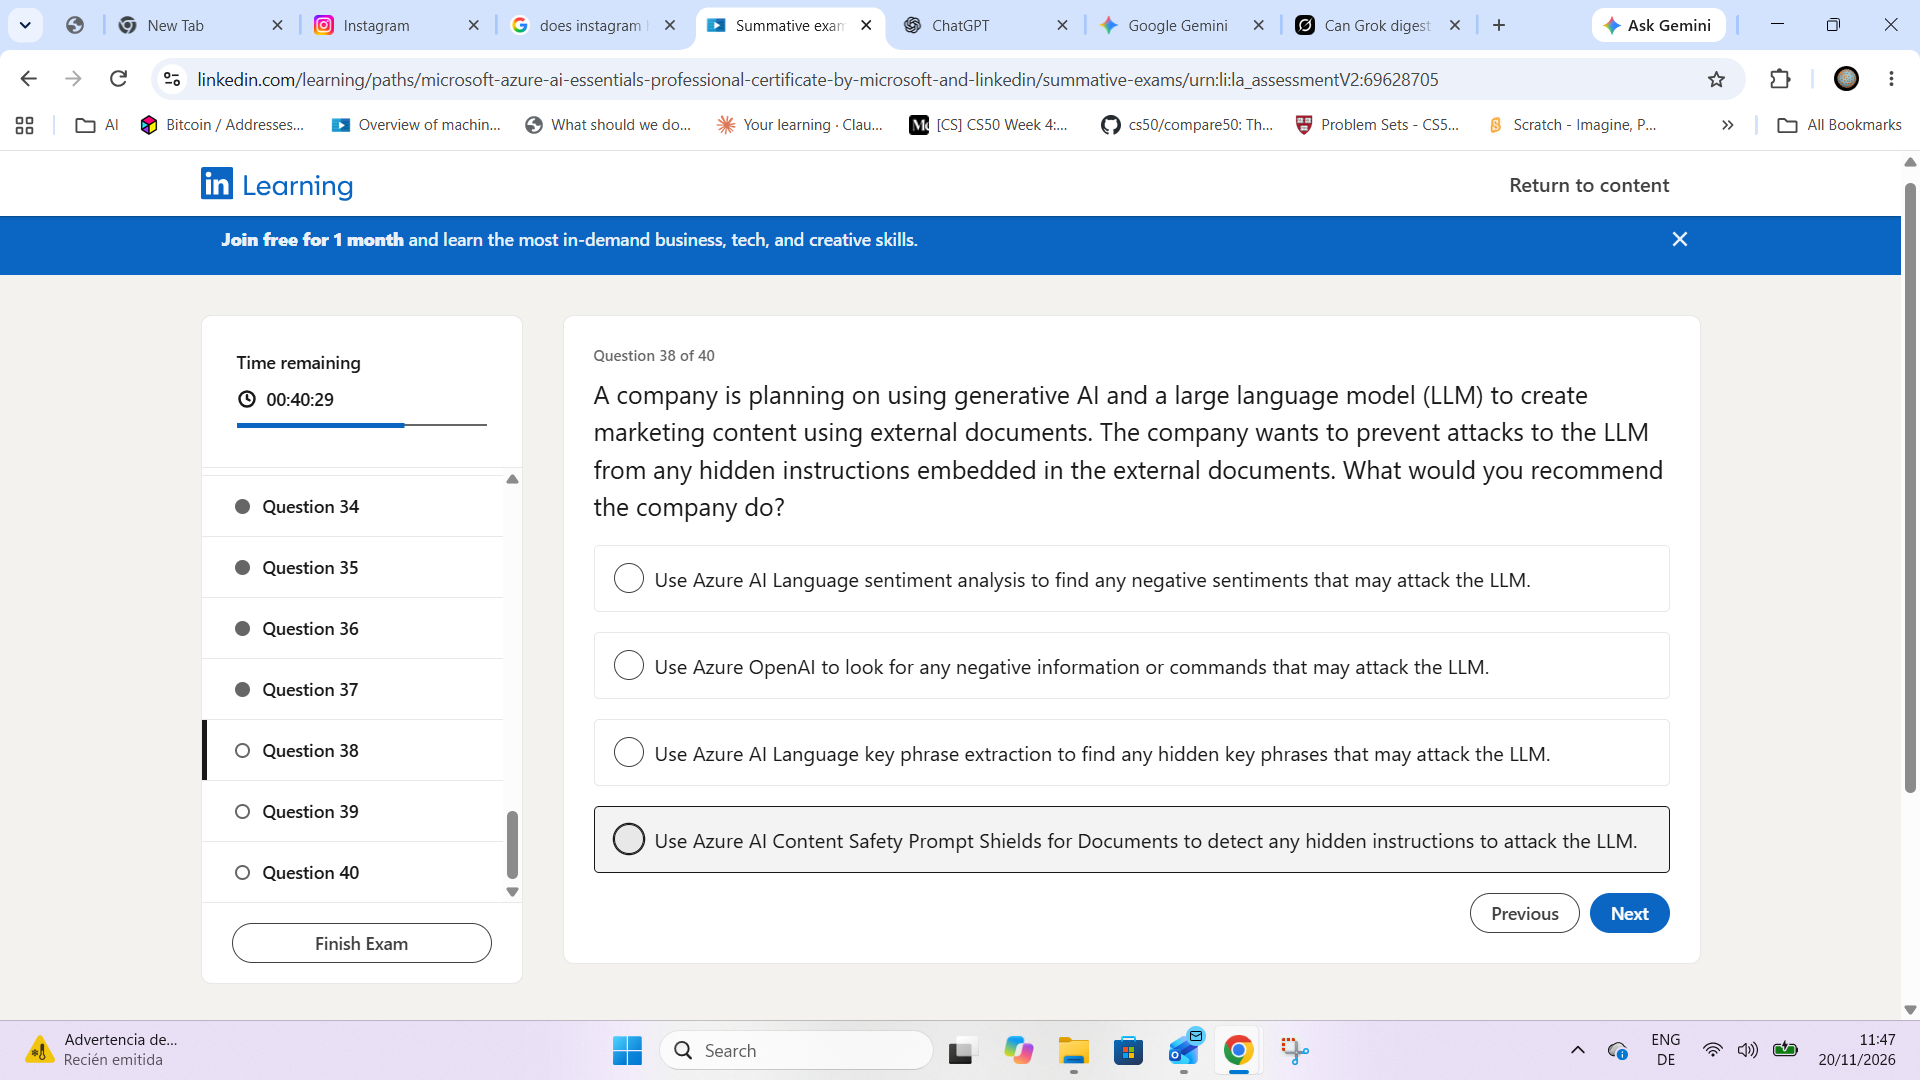 New Tab
Instagram
does instagram
Summative exam
ChatGPT
Google Gemini
Can Grok digest
Ask Gemini
linkedin.com/learning/paths/microsoft-azure-ai-essentials-professional-certificate-by-microsoft-and-linkedin/summative-exams/urn:li:la_assessmentV2:69628705
AI
Bitcoin / Addresses...
Overview of machin...
What should we do...
Your learning · Clau...
[CS] CS50 Week 4:...
cs50/compare50: Th...
Problem Sets - CS5...
Scratch - Imagine, P...
All Bookmarks
in Learning
Return to content
Join free for 1 month and learn the most in-demand business, tech, and creative skills.
Time remaining
00:40:29
Question 34
Question 35
Question 36
Question 37
Question 38
Question 39
Question 40
Finish Exam
Question 38 of 40
A company is planning on using generative AI and a large language model (LLM) to create
marketing content using external documents. The company wants to prevent attacks to the LLM
from any hidden instructions embedded in the external documents. What would you recommend
the company do?
Use Azure AI Language sentiment analysis to find any negative sentiments that may attack the LLM.
Use Azure OpenAI to look for any negative information or commands that may attack the LLM.
Use Azure AI Language key phrase extraction to find any hidden key phrases that may attack the LLM.
Use Azure AI Content Safety Prompt Shields for Documents to detect any hidden instructions to attack the LLM.
Previous
Next
Advertencia de...
Recién emitida
Search
ENG
DE
11:47
20/11/2026